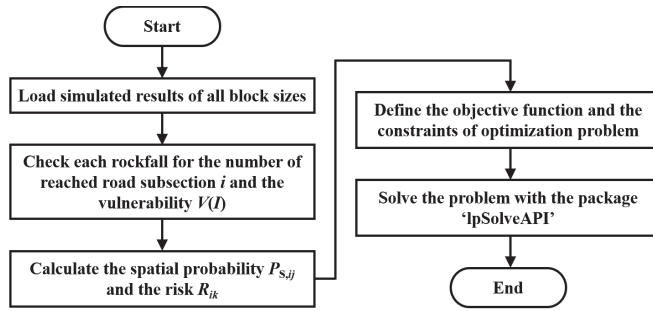 Start
Load simulated results of all block sizes
Check each rockfall for the number of
reached road subsection i and the
vulnerability V(I)
Calculate the spatial probability PS,ij
and the risk Rik
Define the objective function and the
constraints of optimization problem
Solve the problem with the package
‘lpSolveAPI’
End